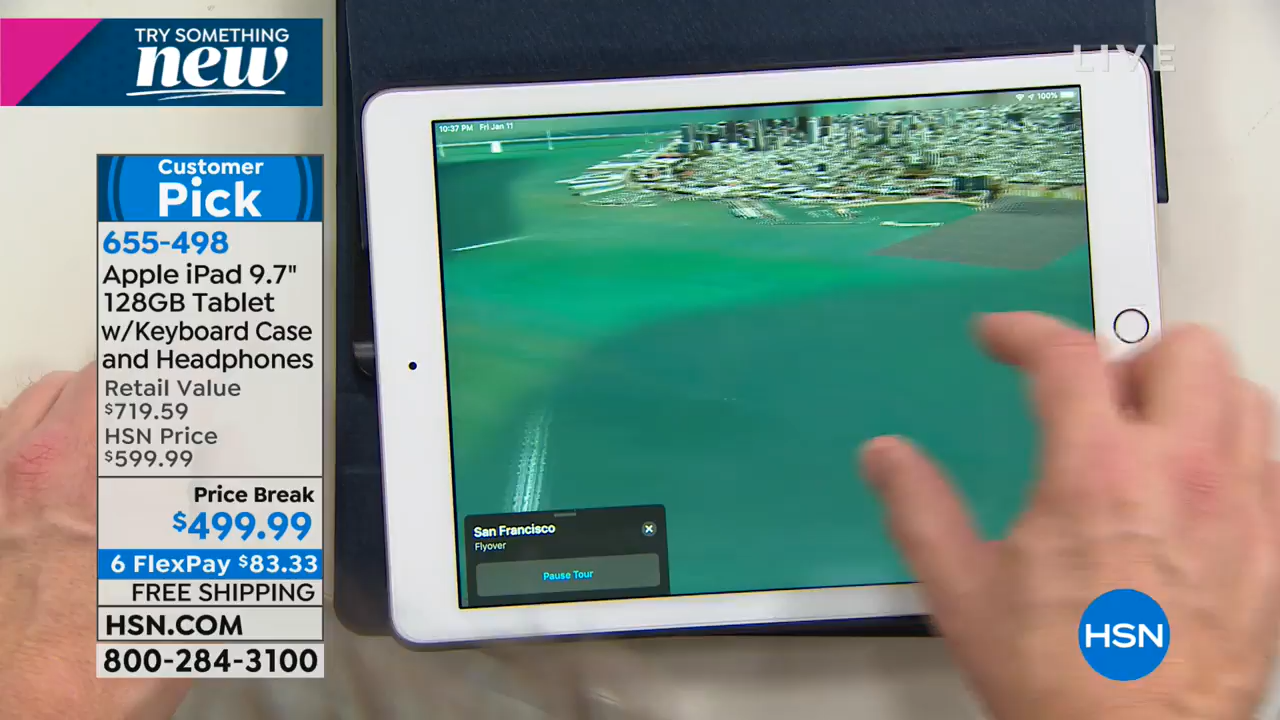 TRY SOMETHING
new
LIVE
10:37 PM Fri Jan 11
100%
Customer
Pick
655-498
Apple iPad 9.7"
128GB Tablet
w/Keyboard Case
and Headphones
Retail Value
$719.59
HSN Price
$599.99
Price Break
$499.99
6 FlexPay $83.33
FREE SHIPPING
HSN.COM
800-284-3100
San Francisco
Flyover
Pause Tour
HSN